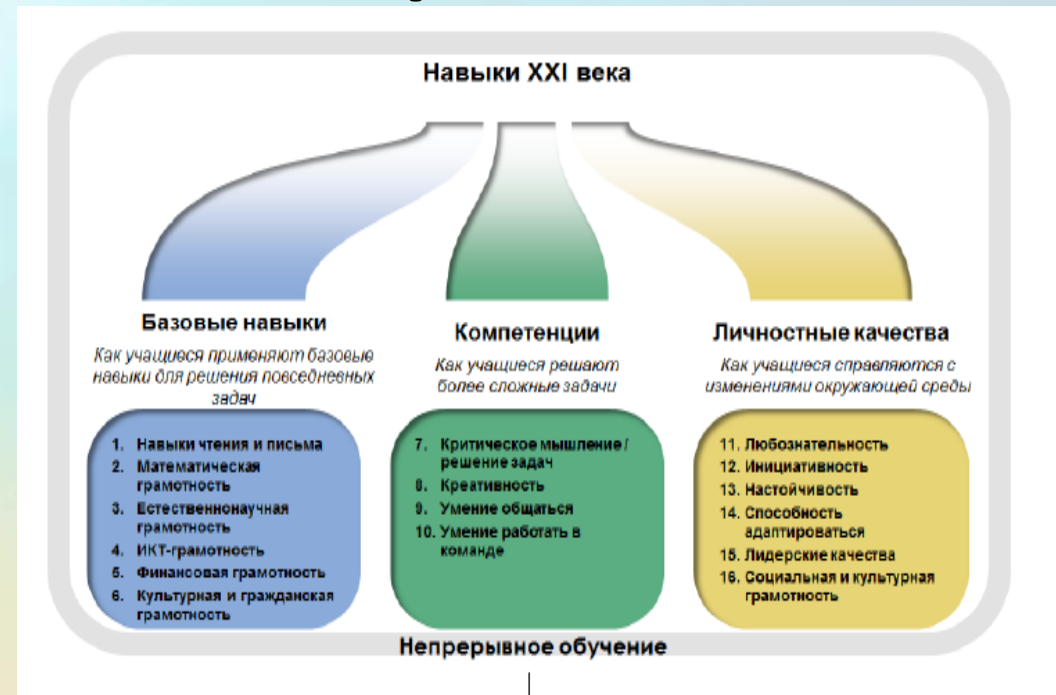 Навыки XXI века
Базовые навыки
Как учащиеся применяют базовые
навыки для решения повседневных
задач
1. Навыки чтения и письма
2. Математическая
грамотность
3. Естественнонаучная
грамотность
4. ИКТ-грамотность
5. Финансовая грамотность
6. Культурная и гражданская
грамотность
Компетенции
Как учащиеся решают
более сложные задачи
7. Критическое мышление /
решение задач
8. Креативность
9. Умение общаться
10. Умение работать в
команде
Личностные качества
Как учащиеся справляются с
изменениями окружающей среды
11. Любознательность
12. Инициативность
13. Настойчивость
14. Способность
адаптироваться
15. Лидерские качества
16. Социальная и культурная
грамотность
Непрерывное обучение